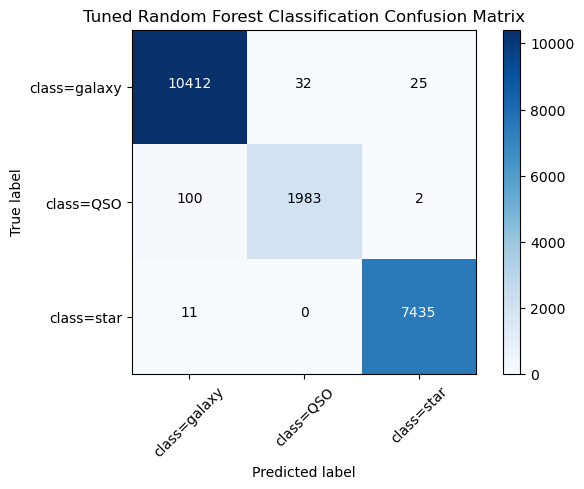 Tuned Random Forest Classification Confusion Matrix
True label
class=galaxy
10412 32 25
class=QSO
100 1983 2
class=star
11 0 7435
class=galaxy
class=QSO
class=star
Predicted label
10000
8000
6000
4000
2000
0